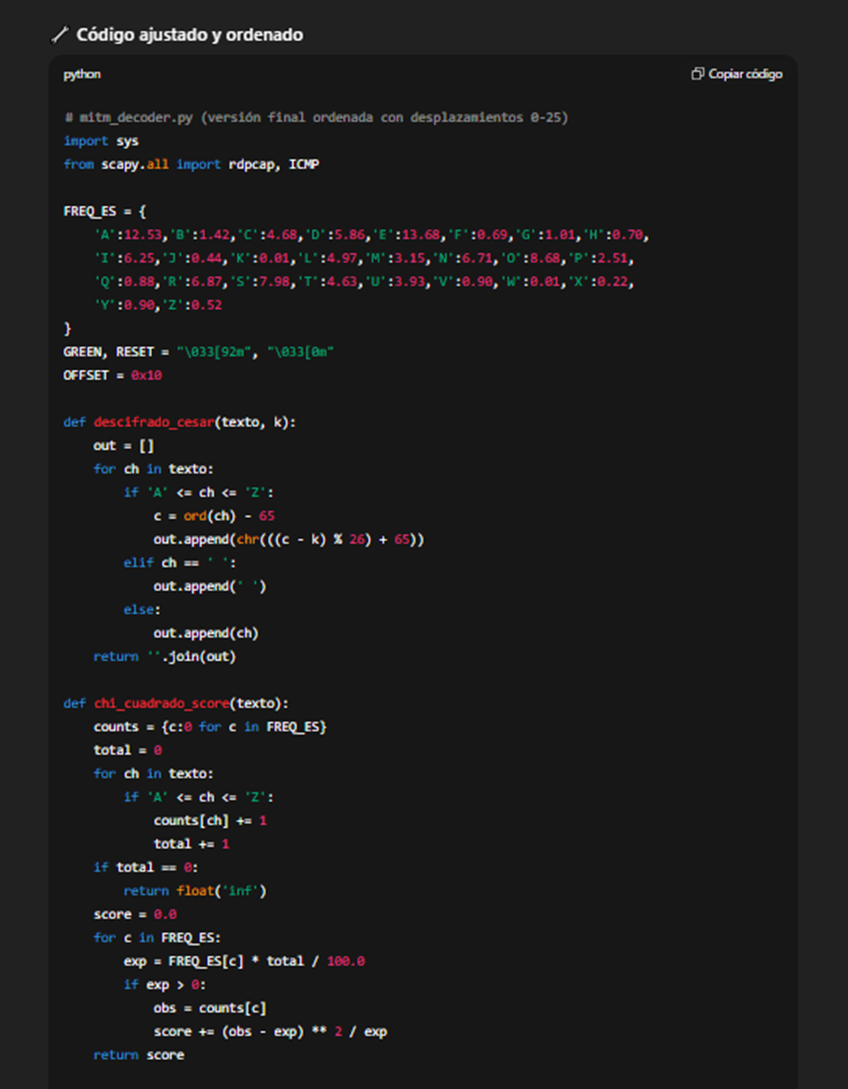 Código ajustado y ordenado
python
Copiar código
# mitm_decoder.py (versión final ordenada con desplazamientos 0-25)
import sys
from scapy.all import rdpcap, ICMP
FREQ_ES = {
    'A':12.53,'B':1.42,'C':4.68,'D':5.86,'E':13.68,'F':0.69,'G':1.01,'H':0.70,
    'I':6.25,'J':0.44,'K':0.01,'L':4.97,'M':3.15,'N':6.71,'O':8.68,'P':2.51,
    'Q':0.88,'R':6.87,'S':7.98,'T':4.63,'U':3.93,'V':0.90,'W':0.01,'X':0.22,
    'Y':0.90,'Z':0.52
}
GREEN, RESET = "\033[92m", "\033[0m"
OFFSET = 0x10
def descifrado_cesar(texto, k):
    out = []
    for ch in texto:
        if 'A' <= ch <= 'Z':
            c = ord(ch) - 65
            out.append(chr(((c - k) % 26) + 65))
        elif ch == ' ':
            out.append(' ')
        else:
            out.append(ch)
    return ''.join(out)
def chi_cuadrado_score(texto):
    counts = {c:0 for c in FREQ_ES}
    total = 0
    for ch in texto:
        if 'A' <= ch <= 'Z':
            counts[ch] += 1
            total += 1
    if total == 0:
        return float('inf')
    score = 0.0
    for c in FREQ_ES:
        exp = FREQ_ES[c] * total / 100.0
        if exp > 0:
            obs = counts[c]
            score += (obs - exp) ** 2 / exp
    return score